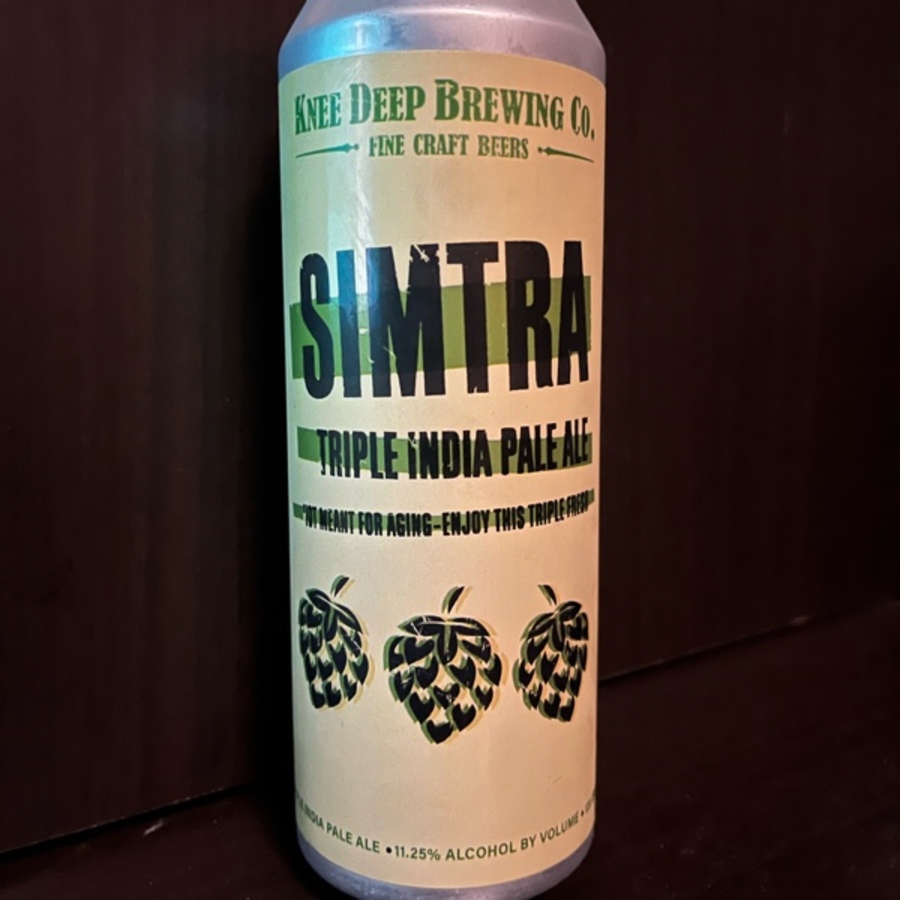 KNEE DEEP BREWING CO.
FINE CRAFT BEERS
SIMTRA
TRIPLE INDIA PALE ALE
MEANT FOR AGING-ENJOY THIS TRIPLE FRESH
INDIA PALE ALE • 11.25% ALCOHOL BY VOLUME •